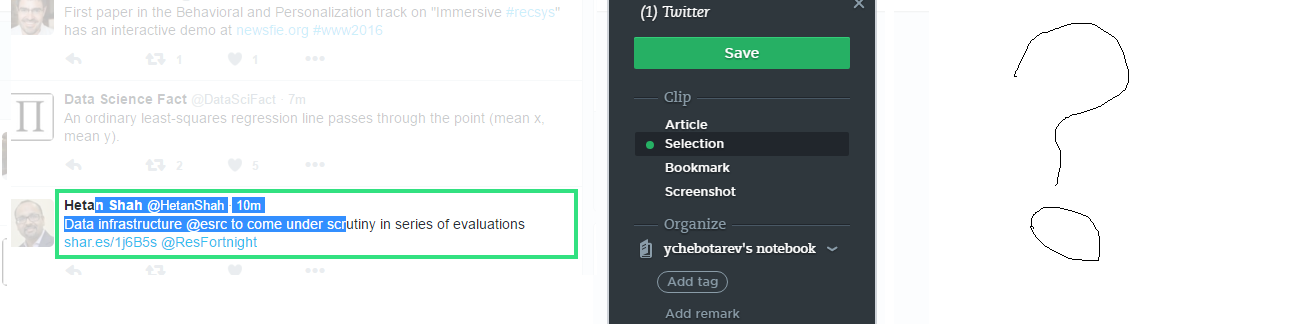 First paper in the Behavioral and Personalization track on "Immersive #recsys"
has an interactive demo at newsfie.org #www2016
1
1
Data Science Fact @DataSciFact · 7m
An ordinary least-squares regression line passes through the point (mean x,
mean y).
2
5
Hetan Shah @HetanShah · 10m
Data infrastructure @esrc to come under scrutiny in series of evaluations
shar.es/1j6B5s @ResFortnight
(1) Twitter
Save
Clip
Article
Selection
Bookmark
Screenshot
Organize
ychebotarev's notebook
Add tag
Add remark
?